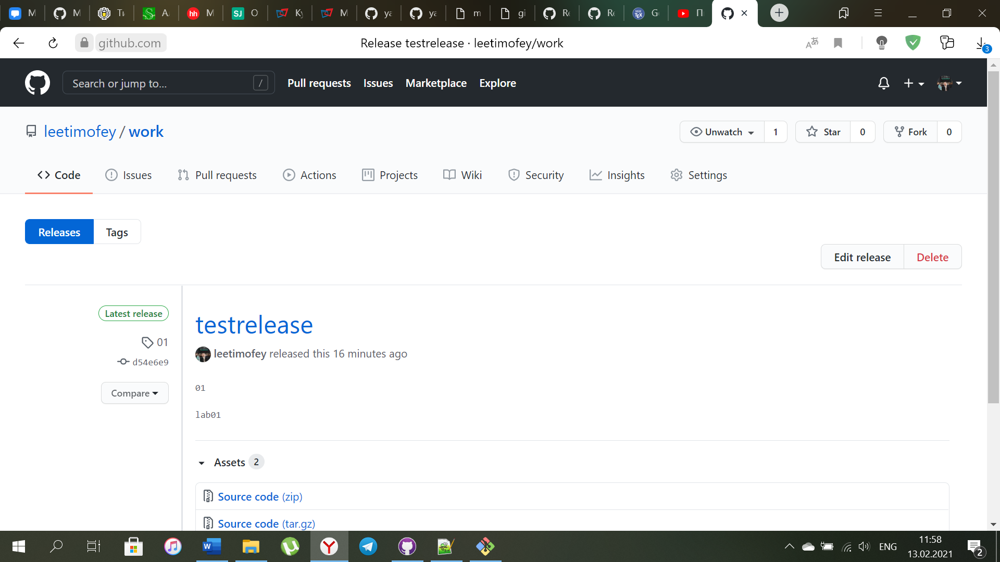 М М Ти А М О Ку М ya ya m gi Re Re Ge П
github.com Release testrelease · leetimofey/work 3
Search or jump to... / Pull requests Issues Marketplace Explore
leetimofey / work Unwatch 1 Star 0 Fork 0
Code Issues Pull requests Actions Projects Wiki Security Insights Settings
Releases Tags
Edit release Delete
Latest release
testrelease
01
leetimofey released this 16 minutes ago
d54e6e9
01
Compare
lab01
Assets 2
Source code (zip)
Source code (tar.gz)
ENG 11:58
13.02.2021 2